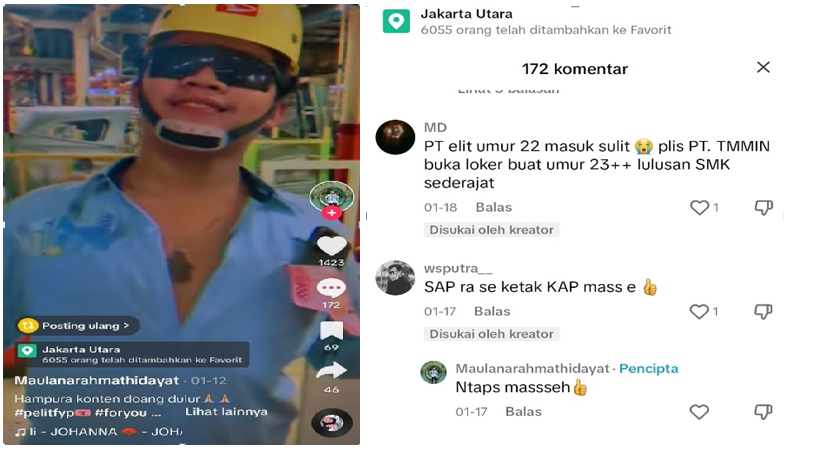 1423
172
69
46
Posting ulang >
Jakarta Utara
6055 orang telah ditambahkan ke Favorit
Maulanarahmathidayat · 01-12
Hampura konten doang dulur🙏🙏
#pelitfyp🎫 #foryou ... Lihat lainnya
🎵 li - JOHANNA 🪭 - JOH
Jakarta Utara
6055 orang telah ditambahkan ke Favorit
172 komentar
MD
PT elit umur 22 masuk sulit 😭 plis PT. TMMIN
buka loker buat umur 23++ lulusan SMK
sederajat
01-18 Balas 1
Disukai oleh kreator
wsputra__
SAP ra se ketak KAP mass e 👍
01-17 Balas 1
Disukai oleh kreator
Maulanarahmathidayat · Pencipta
Ntaps massseh👍
01-17 Balas